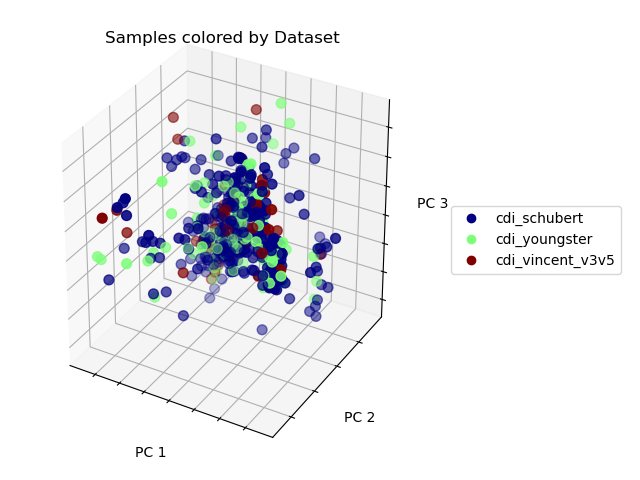 Samples colored by Dataset
PC 3
cdi_schubert
cdi_youngster
cdi_vincent_v3v5
PC 2
PC 1